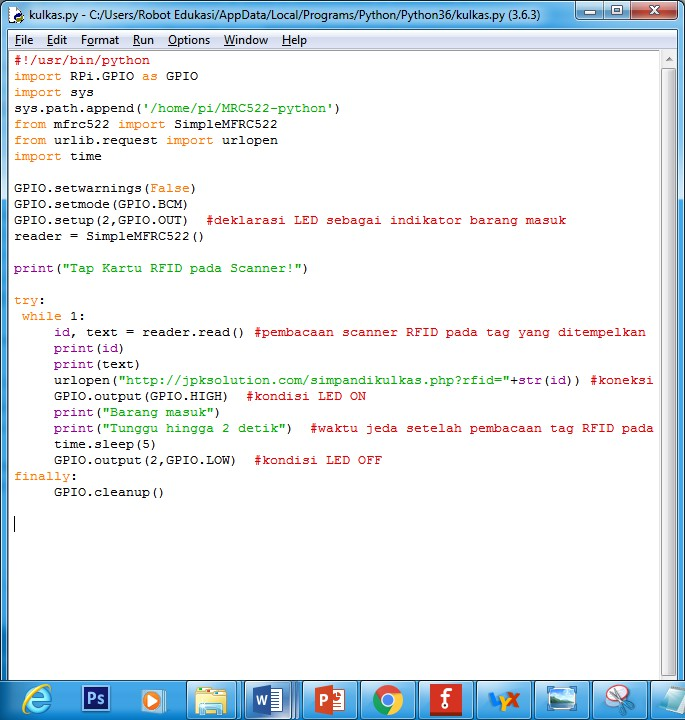 kulkas.py - C:/Users/Robot Edukasi/AppData/Local/Programs/Python/Python36/kulkas.py (3.6.3)
File Edit Format Run Options Window Help
#!/usr/bin/python
import RPi.GPIO as GPIO
import sys
sys.path.append('/home/pi/MRC522-python')
from mfrc522 import SimpleMFRC522
from urlib.request import urlopen
import time
GPIO.setwarnings(False)
GPIO.setmode(GPIO.BCM)
GPIO.setup(2,GPIO.OUT)  #deklarasi LED sebagai indikator barang masuk
reader = SimpleMFRC522()
print("Tap Kartu RFID pada Scanner!")
try:
 while 1:
     id, text = reader.read() #pembacaan scanner RFID pada tag yang ditempelkan
     print(id)
     print(text)
     urlopen("http://jpksolution.com/simpandikulkas.php?rfid="+str(id)) #koneksi
     GPIO.output(GPIO.HIGH)  #kondisi LED ON
     print("Barang masuk")
     print("Tunggu hingga 2 detik")  #waktu jeda setelah pembacaan tag RFID pada
     time.sleep(5)
     GPIO.output(2,GPIO.LOW)  #kondisi LED OFF
finally:
     GPIO.cleanup()
Ps
W
P
f
lyx